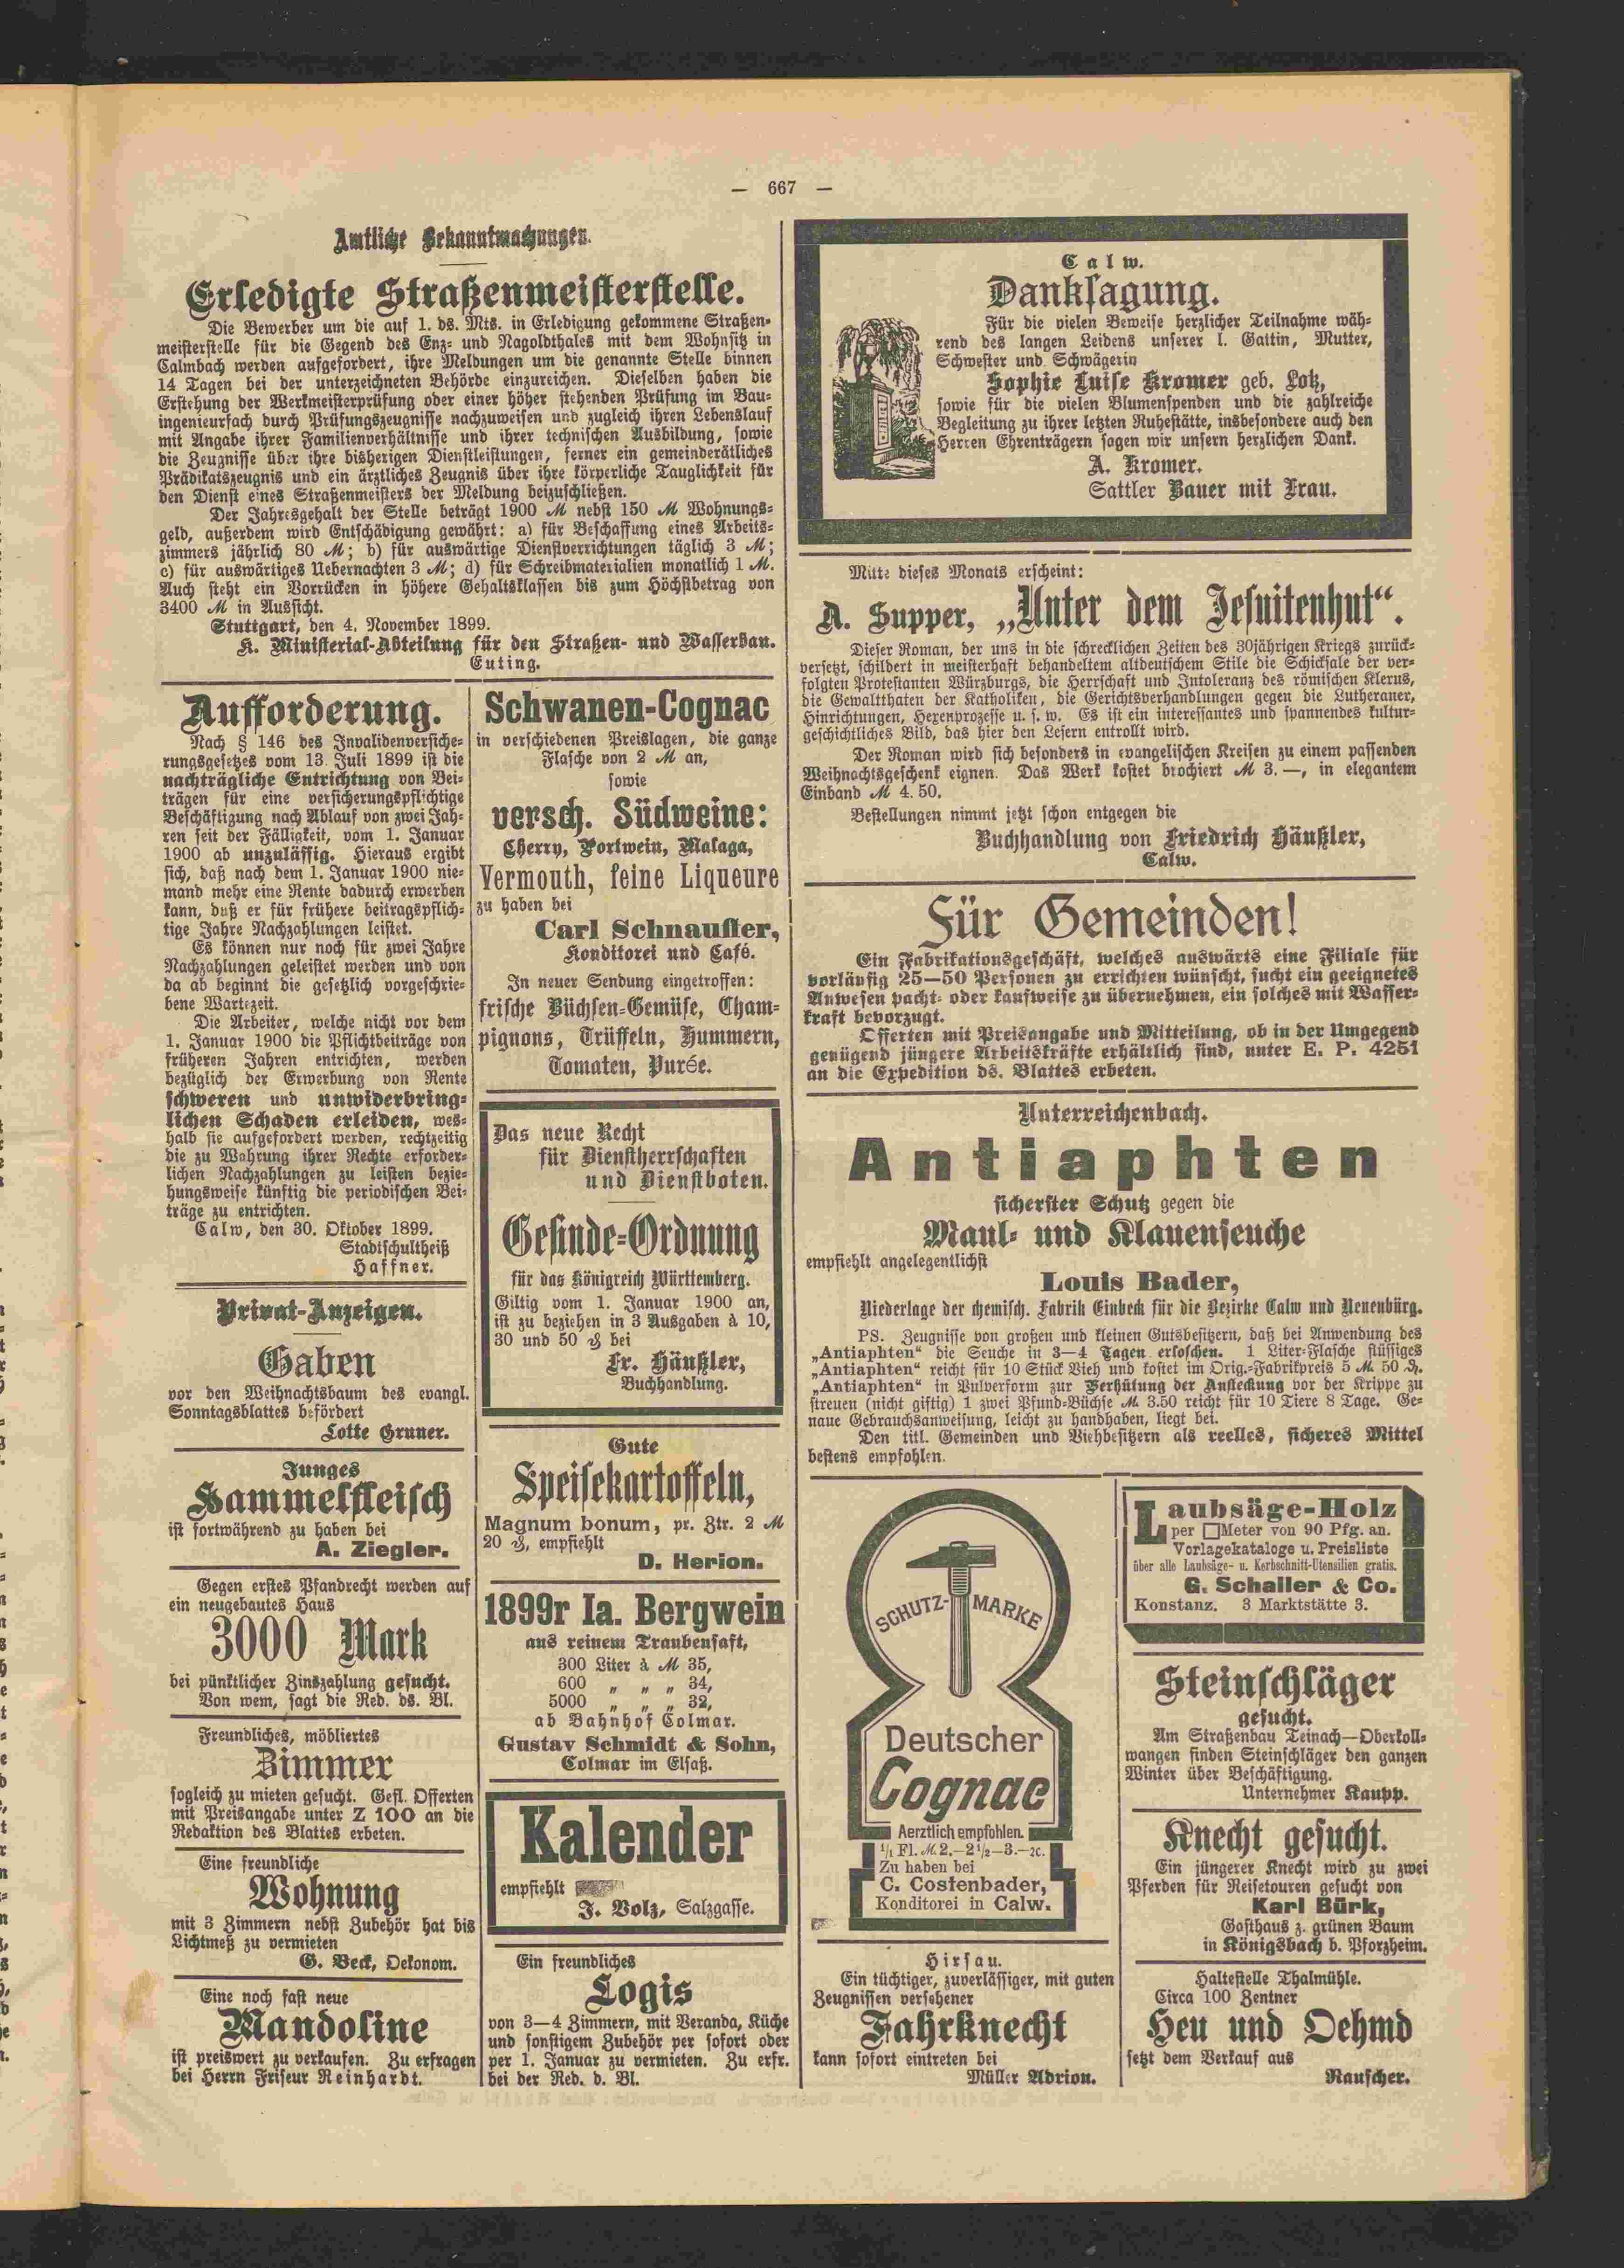 — 667 —
Amtliche Bekanntmachungen.
Erledigte Straßenmeisterstelle.
Die Bewerber um die auf 1. ds. Mts. in Erledigung gekommene Straßen-
meisterstelle für die Gegend des Enz- und Nagoldthales mit dem Wohnsitz in
Calmbach werden aufgefordert, ihre Meldungen um die genannte Stelle binnen
14 Tagen bei der unterzeichneten Behörde einzureichen. Dieselben haben die
Erstehung der Werkmeisterprüfung oder einer höher stehenden Prüfung im Bau-
ingenieurfach durch Prüfungszeugnisse nachzuweisen und zugleich ihren Lebenslauf
mit Angabe ihrer Familienverhältnisse und ihrer technischen Ausbildung, sowie
die Zeugnisse über ihre bisherigen Dienstleistungen, ferner ein gemeinderätliches
Prädikatszeugnis und ein ärztliches Zeugnis über ihre körperliche Tauglichkeit für
den Dienst eines Straßenmeisters der Meldung beizuschließen.
Der Jahresgehalt der Stelle beträgt 1900 M nebst 150 M Wohnungs-
geld, außerdem wird Entschädigung gewährt: a) für Beschaffung eines Arbeits-
zimmers jährlich 80 M; b) für auswärtige Dienstverrichtungen täglich 3 M;
c) für auswärtiges Uebernachten 3 M; d) für Schreibmaterialien monatlich 1 M.
Auch steht ein Vorrücken in höhere Gehaltsklassen bis zum Höchstbetrag von
3400 M in Aussicht.
Stuttgart, den 4. November 1899.
K. Ministerial-Abteilung für den Straßen- und Wasserbau.
Euting.
Aufforderung.
Nach § 146 des Invalidenversiche-
rungsgesetzes vom 13. Juli 1899 ist die
nachträgliche Entrichtung von Bei-
trägen für eine versicherungspflichtige
Beschäftigung nach Ablauf von zwei Jah-
ren seit der Fälligkeit, vom 1. Januar
1900 ab unzulässig. Hieraus ergibt
sich, daß nach dem 1. Januar 1900 nie-
mand mehr eine Rente dadurch erwerben
kann, daß er für frühere beitragspflich-
tige Jahre Nachzahlungen leistet.
Es können nur noch für zwei Jahre
Nachzahlungen geleistet werden und von
da ab beginnt die gesetzlich vorgeschrie-
bene Wartezeit.
Die Arbeiter, welche nicht vor dem
1. Januar 1900 die Pflichtbeiträge von
früheren Jahren entrichten, werden
bezüglich der Erwerbung von Rente
schweren und unwiderbring-
lichen Schaden erleiden, wes-
halb sie aufgefordert werden, rechtzeitig
die zu Wahrung ihrer Rechte erforder-
lichen Nachzahlungen zu leisten bezie-
hungsweise künftig die periodischen Bei-
träge zu entrichten.
Calw, den 30. Oktober 1899.
Stadtschultheiß
Haffner.
Privat-Anzeigen.
Gaben
vor den Weihnachtsbaum des evangl.
Sonntagsblattes befördert
Lotte Gruner.
Junges
Hammelfleisch
ist fortwährend zu haben bei
A. Ziegler.
Gegen erstes Pfandrecht werden auf
ein neugebautes Haus
3000 Mark
bei pünktlicher Zinszahlung gesucht.
Von wem, sagt die Red. ds. Bl.
Freundliches, möbliertes
Zimmer
sogleich zu mieten gesucht. Gefl. Offerten
mit Preisangabe unter Z 100 an die
Redaktion des Blattes erbeten.
Eine freundliche
Wohnung
mit 3 Zimmern nebst Zubehör hat bis
Lichtmeß zu vermieten
G. Beck, Oekonom.
Eine noch fast neue
Mandoline
ist preiswert zu verkaufen. Zu erfragen
bei Herrn Friseur Reinhardt.
Schwanen-Cognac
in verschiedenen Preislagen, die ganze
Flasche von 2 M an,
sowie
versch. Südweine:
Cherry, Portwein, Malaga,
Vermouth, feine Liqueure
zu haben bei
Carl Schnauffer,
Konditorei und Café.
In neuer Sendung eingetroffen:
frische Büchsen-Gemüse, Cham-
pignons, Trüffeln, Hummern,
Tomaten, Purée.
Das neue Recht
für Dienstherrschaften
und Dienstboten.
Gesinde-Ordnung
für das Königreich Württemberg.
Giltig vom 1. Januar 1900 an,
ist zu beziehen in 3 Ausgaben à 10,
30 und 50 ₰ bei
Fr. Häußler,
Buchhandlung.
Gute
Speisekartoffeln,
Magnum bonum, pr. Ztr. 2 M
20 ₰, empfiehlt
D. Herion.
1899r Ia. Bergwein
aus reinem Traubensaft,
300 Liter à M 35,
600 „ „ „ 34,
5000 „ „ „ 32,
ab Bahnhof Colmar.
Gustav Schmidt & Sohn,
Colmar im Elsaß.
Kalender
empfiehlt
J. Volz, Salzgasse.
Ein freundliches
Logis
von 3—4 Zimmern, mit Veranda, Küche
und sonstigem Zubehör per sofort oder
per 1. Januar zu vermieten. Zu erfr.
bei der Red. d. Bl.
Calw.
Danksagung.
Für die vielen Beweise herzlicher Teilnahme wäh-
rend des langen Leidens unserer l. Gattin, Mutter,
Schwester und Schwägerin
Sophie Luise Kromer geb. Lotz,
sowie für die vielen Blumenspenden und die zahlreiche
Begleitung zu ihrer letzten Ruhestätte, insbesondere auch den
Herren Ehrenträgern sagen wir unsern herzlichen Dank.
A. Kromer.
Sattler Bauer mit Frau.
Mitte dieses Monats erscheint:
A. Supper, „Unter dem Jesuitenhut“.
Dieser Roman, der uns in die schrecklichen Zeiten des 30jährigen Kriegs zurück-
versetzt, schildert in meisterhaft behandeltem altdeutschem Stile die Schicksale der ver-
folgten Protestanten Würzburgs, die Herrschaft und Intoleranz des römischen Klerus,
die Gewaltthaten der Katholiken, die Gerichtsverhandlungen gegen die Lutheraner,
Hinrichtungen, Hexenprozesse u. s. w. Es ist ein interessantes und spannendes kultur-
geschichtliches Bild, das hier den Lesern entrollt wird.
Der Roman wird sich besonders in evangelischen Kreisen zu einem passenden
Weihnachtsgeschenk eignen. Das Werk kostet brochiert M 3.—, in elegantem
Einband M 4. 50.
Bestellungen nimmt jetzt schon entgegen die
Buchhandlung von Friedrich Häußler,
Calw.
Für Gemeinden!
Ein Fabrikationsgeschäft, welches auswärts eine Filiale für
vorläufig 25—50 Personen zu errichten wünscht, sucht ein geeignetes
Anwesen pacht- oder kaufweise zu übernehmen, ein solches mit Wasser-
kraft bevorzugt.
Offerten mit Preisangabe und Mitteilung, ob in der Umgegend
genügend jüngere Arbeitskräfte erhältlich sind, unter E. P. 4251
an die Expedition ds. Blattes erbeten.
Unterreichenbach.
Antiaphten
sicherster Schutz gegen die
Maul- und Klauenseuche
empfiehlt angelegentlichst
Louis Bader,
Niederlage der chemisch. Fabrik Einbeck für die Bezirke Calw und Neuenbürg.
PS. Zeugnisse von großen und kleinen Gutsbesitzern, daß bei Anwendung des
„Antiaphten“ die Seuche in 3—4 Tagen erloschen. 1 Liter-Flasche flüssiges
„Antiaphten“ reicht für 10 Stück Vieh und kostet im Orig.-Fabrikpreis 5 M. 50 ₰.
„Antiaphten“ in Pulverform zur Verhütung der Ansteckung vor der Krippe zu
streuen (nicht giftig) 1 zwei Pfund-Büchse M. 3.50 reicht für 10 Tiere 8 Tage. Ge-
naue Gebrauchsanweisung, leicht zu handhaben, liegt bei.
Den titl. Gemeinden und Viehbesitzern als reelles, sicheres Mittel
bestens empfohlen.
SCHUTZ-MARKE
Deutscher
Cognac
Aerztlich empfohlen.
1/1 Fl. M. 2.—2 1/2—3.—ꝛc.
Zu haben bei
C. Costenbader,
Konditorei in Calw.
Hirsau.
Ein tüchtiger, zuverlässiger, mit guten
Zeugnissen versehener
Fahrknecht
kann sofort eintreten bei
Müller Adrion.
Laubsäge-Holz
per □Meter von 90 Pfg. an.
Vorlagekataloge u. Preisliste
über alle Laubsäge- u. Kerbschnitt-Utensilien gratis.
G. Schaller & Co.
Konstanz. 3 Marktstätte 3.
Steinschläger
gesucht.
Am Straßenbau Teinach—Oberkoll-
wangen finden Steinschläger den ganzen
Winter über Beschäftigung.
Unternehmer Kaupp.
Knecht gesucht.
Ein jüngerer Knecht wird zu zwei
Pferden für Reisetouren gesucht von
Karl Bürk,
Gasthaus z. grünen Baum
in Königsbach b. Pforzheim.
Haltestelle Thalmühle.
Circa 100 Zentner
Heu und Oehmd
setzt dem Verkauf aus
Rauscher.